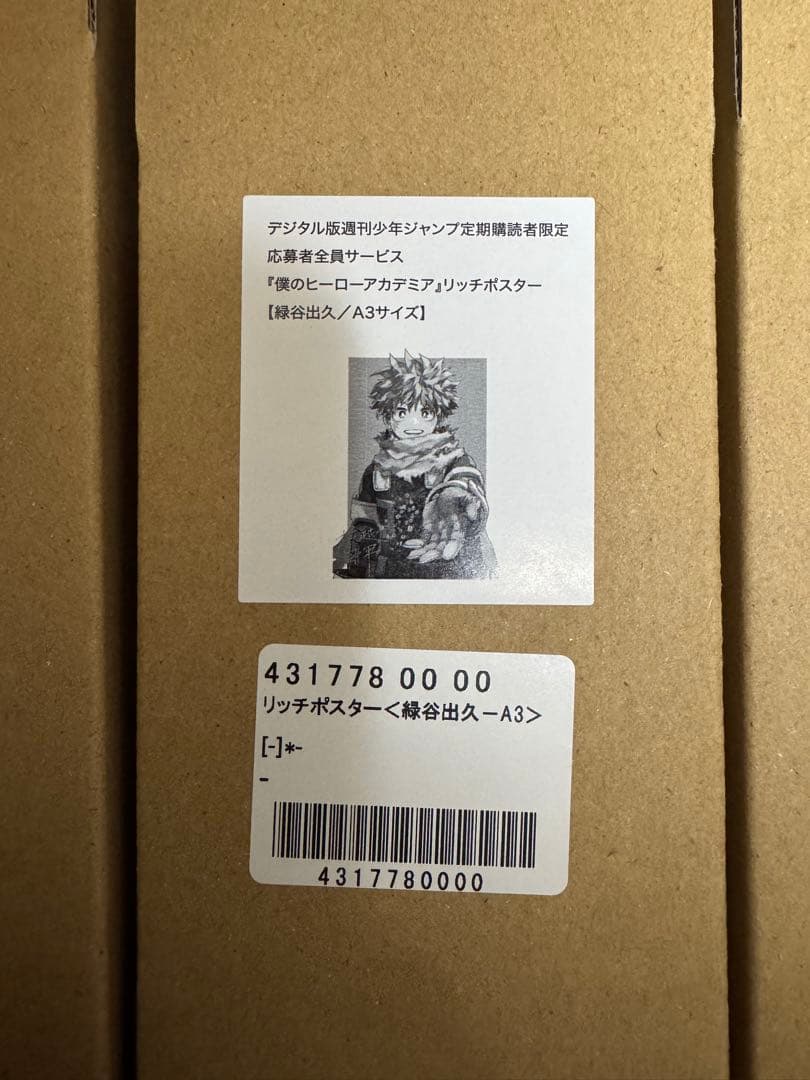 デジタル版週刊少年ジャンプ定期購読者限定
応募者全員サービス
『僕のヒーローアカデミア』リッチポスター
【緑谷出久／A3サイズ】
431778 00 00
リッチポスター＜緑谷出久－A3＞
[-]*-
-
4317780000